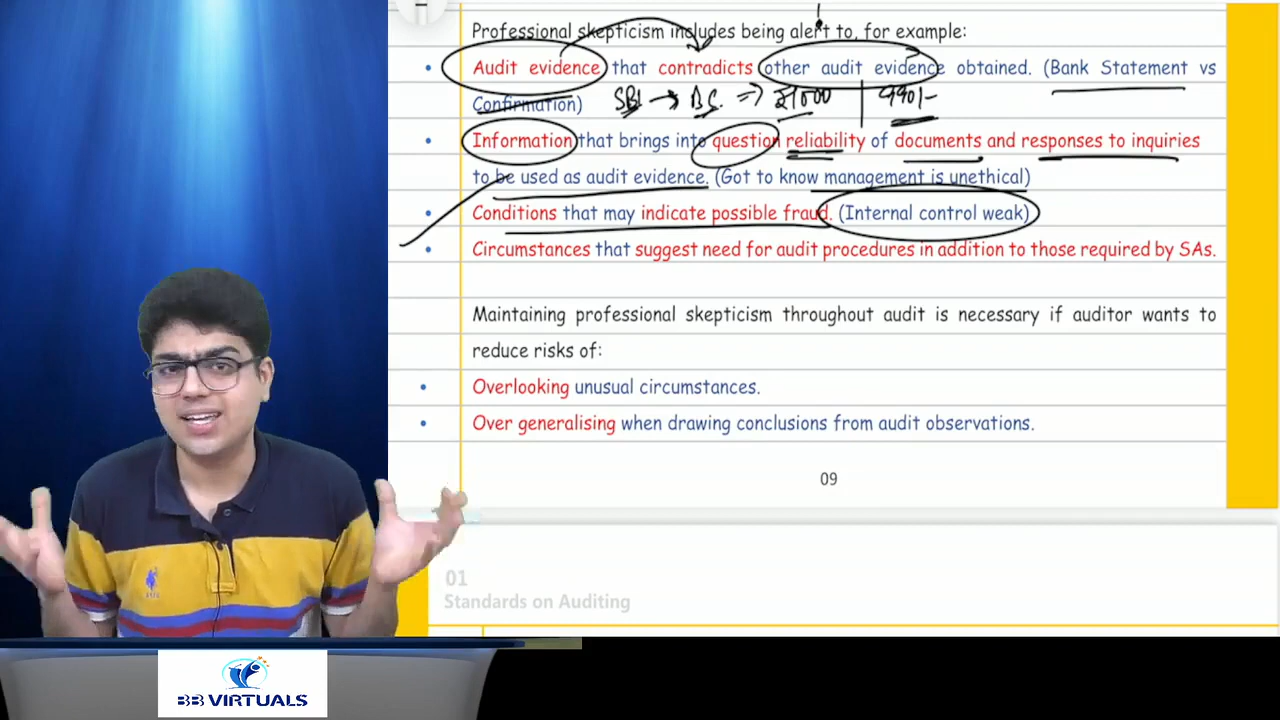 Professional skepticism includes being alert to, for example:
• Audit evidence that contradicts other audit evidence obtained. (Bank Statement vs
Confirmation) SBI → B.C. ⇒ ₹1000 | 990/-
• Information that brings into question reliability of documents and responses to inquiries
to be used as audit evidence. (Got to know management is unethical)
• Conditions that may indicate possible fraud. (Internal control weak)
• Circumstances that suggest need for audit procedures in addition to those required by SAs.
Maintaining professional skepticism throughout audit is necessary if auditor wants to
reduce risks of:
• Overlooking unusual circumstances.
• Over generalising when drawing conclusions from audit observations.
09
01
Standards on Auditing
BB VIRTUALS